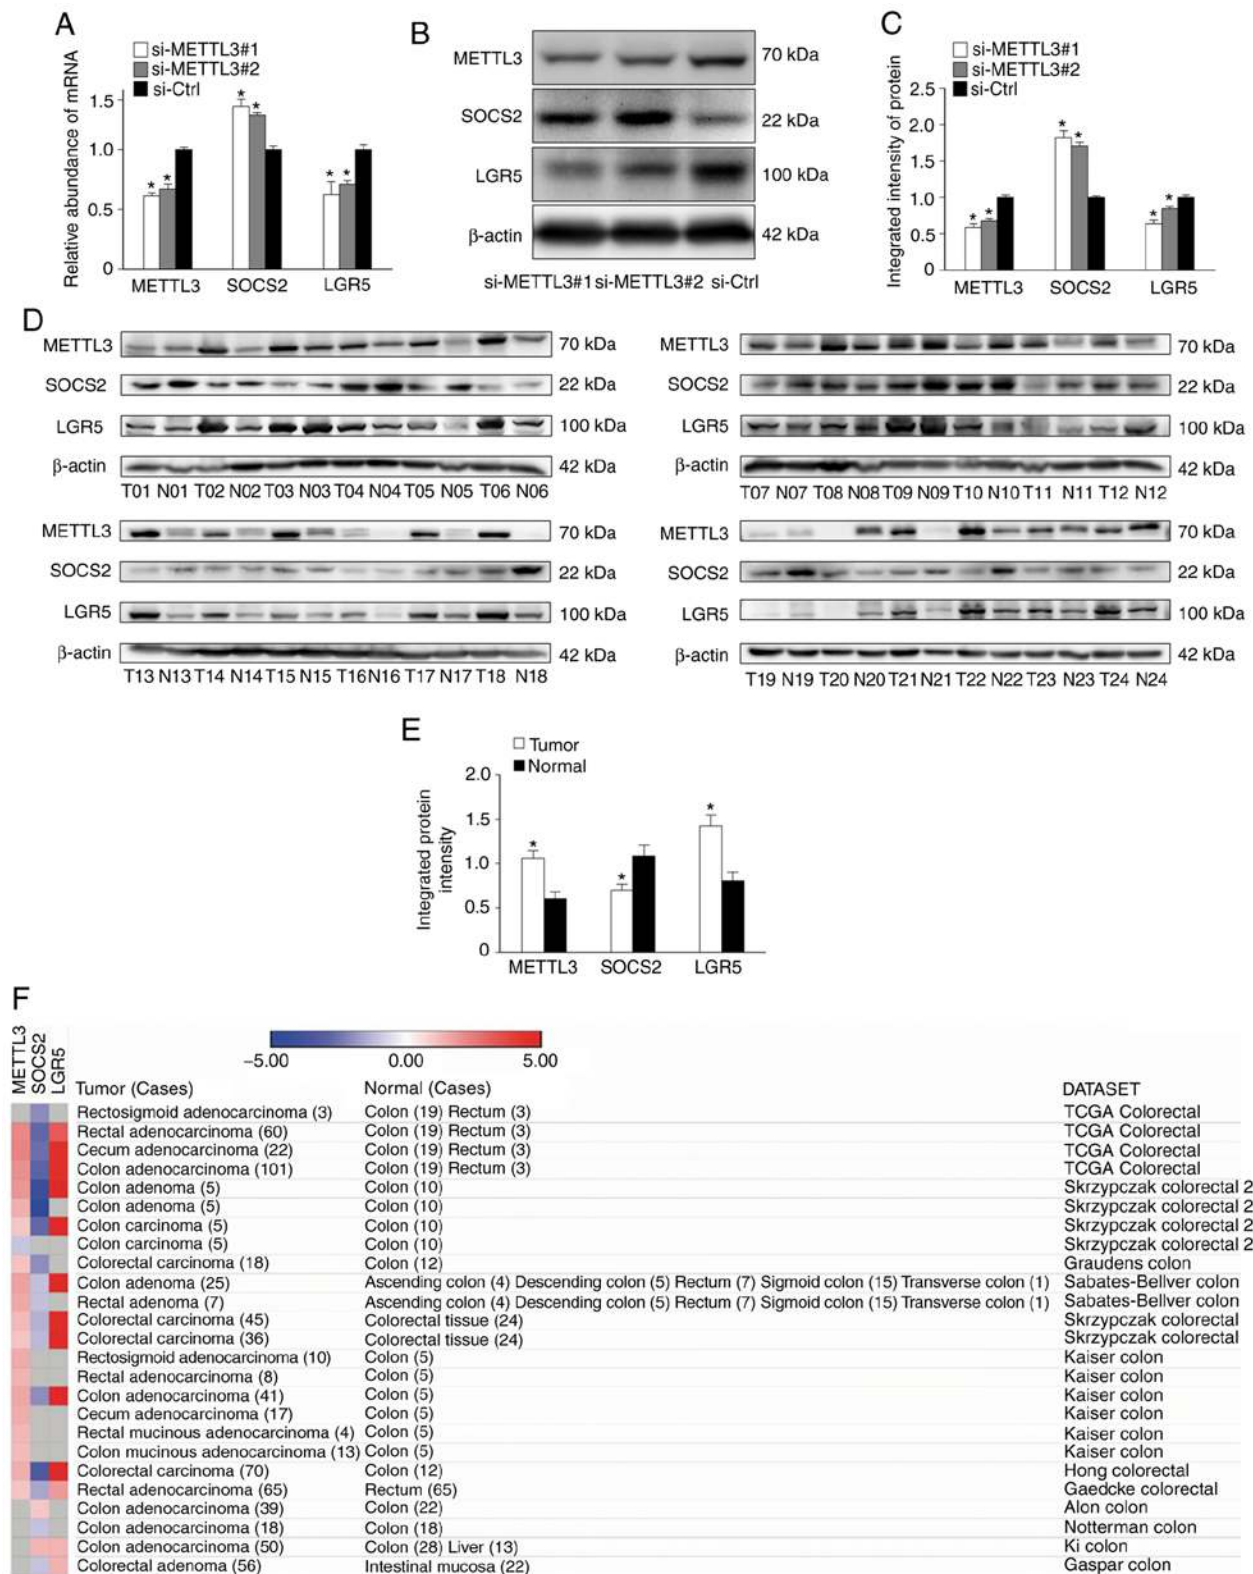 A
si-METTL3#1
si-METTL3#2
si-Ctrl
Relative abundance of mRNA
1.5
1.0
0.5
0
* * * * * *
METTL3 SOCS2 LGR5
B
METTL3 70 kDa
SOCS2 22 kDa
LGR5 100 kDa
β-actin 42 kDa
si-METTL3#1 si-METTL3#2 si-Ctrl
C
si-METTL3#1
si-METTL3#2
si-Ctrl
Integrated intensity of protein
2.5
2.0
1.5
1.0
0.5
0
* * * * * *
METTL3 SOCS2 LGR5
D
METTL3 70 kDa
SOCS2 22 kDa
LGR5 100 kDa
β-actin 42 kDa
T01 N01 T02 N02 T03 N03 T04 N04 T05 N05 T06 N06
METTL3 70 kDa
SOCS2 22 kDa
LGR5 100 kDa
β-actin 42 kDa
T07 N07 T08 N08 T09 N09 T10 N10 T11 N11 T12 N12
METTL3 70 kDa
SOCS2 22 kDa
LGR5 100 kDa
β-actin 42 kDa
T13 N13 T14 N14 T15 N15 T16 N16 T17 N17 T18 N18
METTL3 70 kDa
SOCS2 22 kDa
LGR5 100 kDa
β-actin 42 kDa
T19 N19 T20 N20 T21 N21 T22 N22 T23 N23 T24 N24
E
Tumor
Normal
Integrated protein
intensity
2.0
1.5
1.0
0.5
0
* * *
METTL3 SOCS2 LGR5
F
−5.00 0.00 5.00
METTL3
SOCS2
LGR5
Tumor (Cases) Normal (Cases) DATASET
Rectosigmoid adenocarcinoma (3) Colon (19) Rectum (3) TCGA Colorectal
Rectal adenocarcinoma (60) Colon (19) Rectum (3) TCGA Colorectal
Cecum adenocarcinoma (22) Colon (19) Rectum (3) TCGA Colorectal
Colon adenocarcinoma (101) Colon (19) Rectum (3) TCGA Colorectal
Colon adenoma (5) Colon (10) Skrzypczak colorectal 2
Colon adenoma (5) Colon (10) Skrzypczak colorectal 2
Colon carcinoma (5) Colon (10) Skrzypczak colorectal 2
Colon carcinoma (5) Colon (10) Skrzypczak colorectal 2
Colorectal carcinoma (18) Colon (12) Graudens colon
Colon adenoma (25) Ascending colon (4) Descending colon (5) Rectum (7) Sigmoid colon (15) Transverse colon (1) Sabates-Bellver colon
Rectal adenoma (7) Ascending colon (4) Descending colon (5) Rectum (7) Sigmoid colon (15) Transverse colon (1) Sabates-Bellver colon
Colorectal carcinoma (45) Colorectal tissue (24) Skrzypczak colorectal
Colorectal carcinoma (36) Colorectal tissue (24) Skrzypczak colorectal
Rectosigmoid adenocarcinoma (10) Colon (5) Kaiser colon
Rectal adenocarcinoma (8) Colon (5) Kaiser colon
Colon adenocarcinoma (41) Colon (5) Kaiser colon
Cecum adenocarcinoma (17) Colon (5) Kaiser colon
Rectal mucinous adenocarcinoma (4) Colon (5) Kaiser colon
Colon mucinous adenocarcinoma (13) Colon (5) Kaiser colon
Colorectal carcinoma (70) Colon (12) Hong colorectal
Rectal adenocarcinoma (65) Rectum (65) Gaedcke colorectal
Colon adenocarcinoma (39) Colon (22) Alon colon
Colon adenocarcinoma (18) Colon (18) Notterman colon
Colon adenocarcinoma (50) Colon (28) Liver (13) Ki colon
Colorectal adenoma (56) Intestinal mucosa (22) Gaspar colon